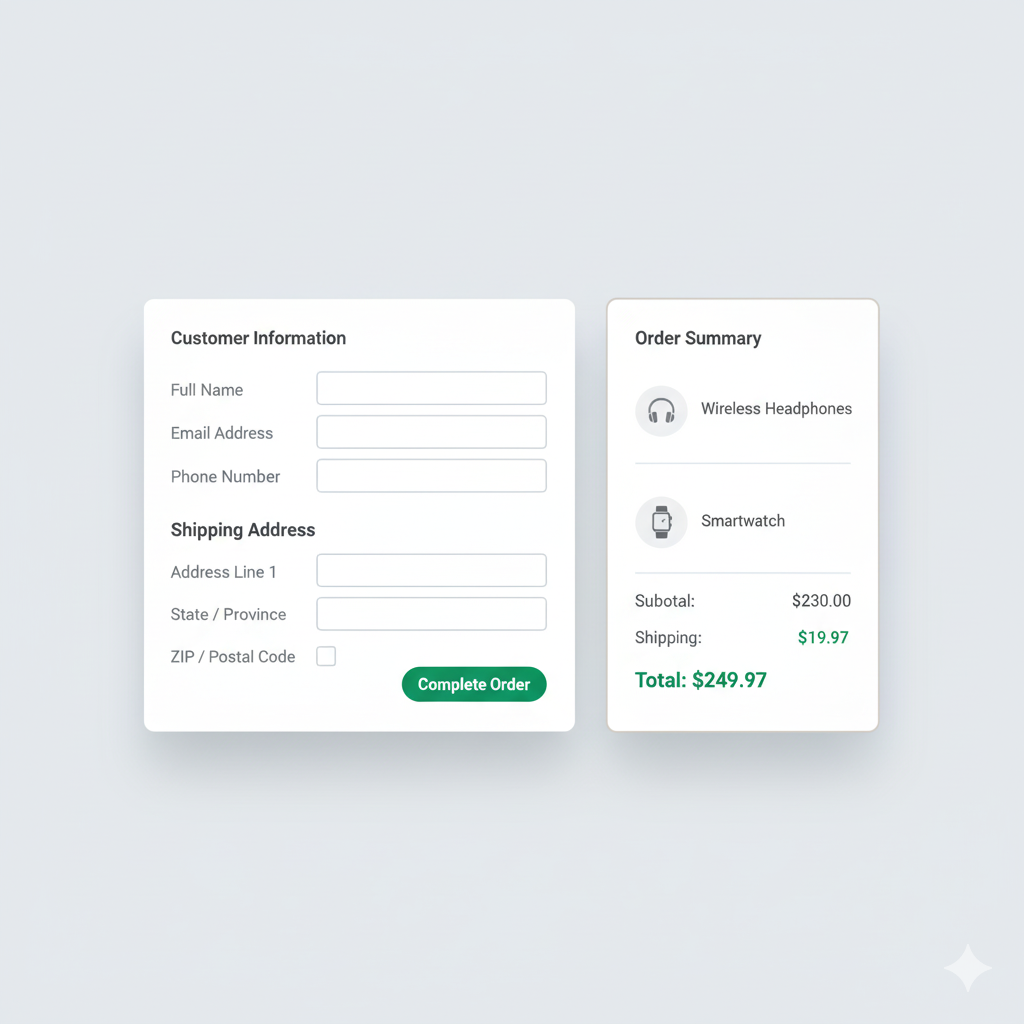 Customer Information
Full Name
Email Address
Phone Number
Shipping Address
Address Line 1
State / Province
ZIP / Postal Code
Complete Order
Order Summary
Wireless Headphones
Smartwatch
Subotal: $230.00
Shipping: $19.97
Total: $249.97